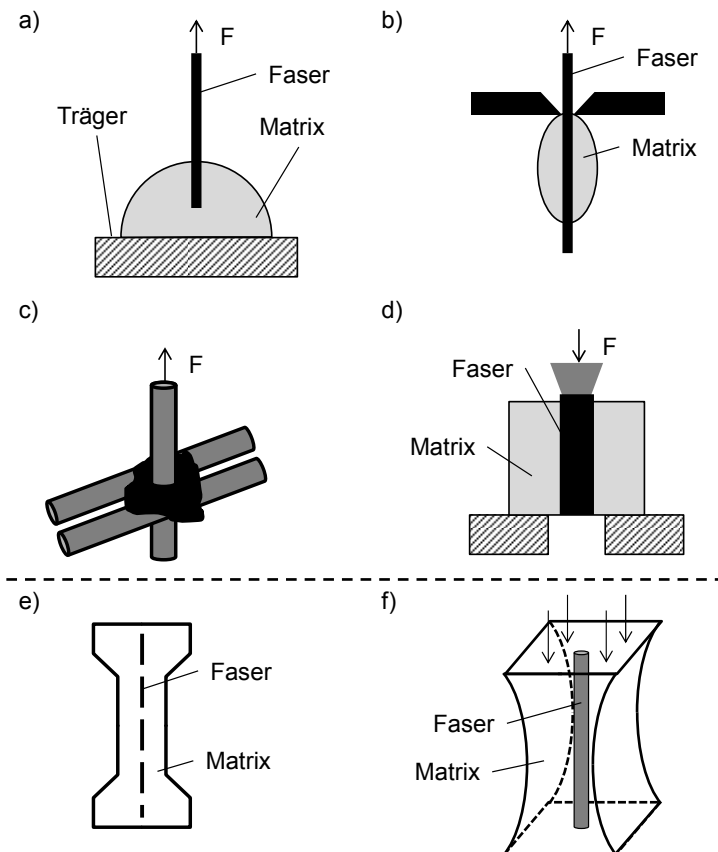 a)
F
Faser
Träger
Matrix
b)
F
Faser
Matrix
c)
F
d)
F
Faser
Matrix
e)
Faser
Matrix
f)
Faser
Matrix